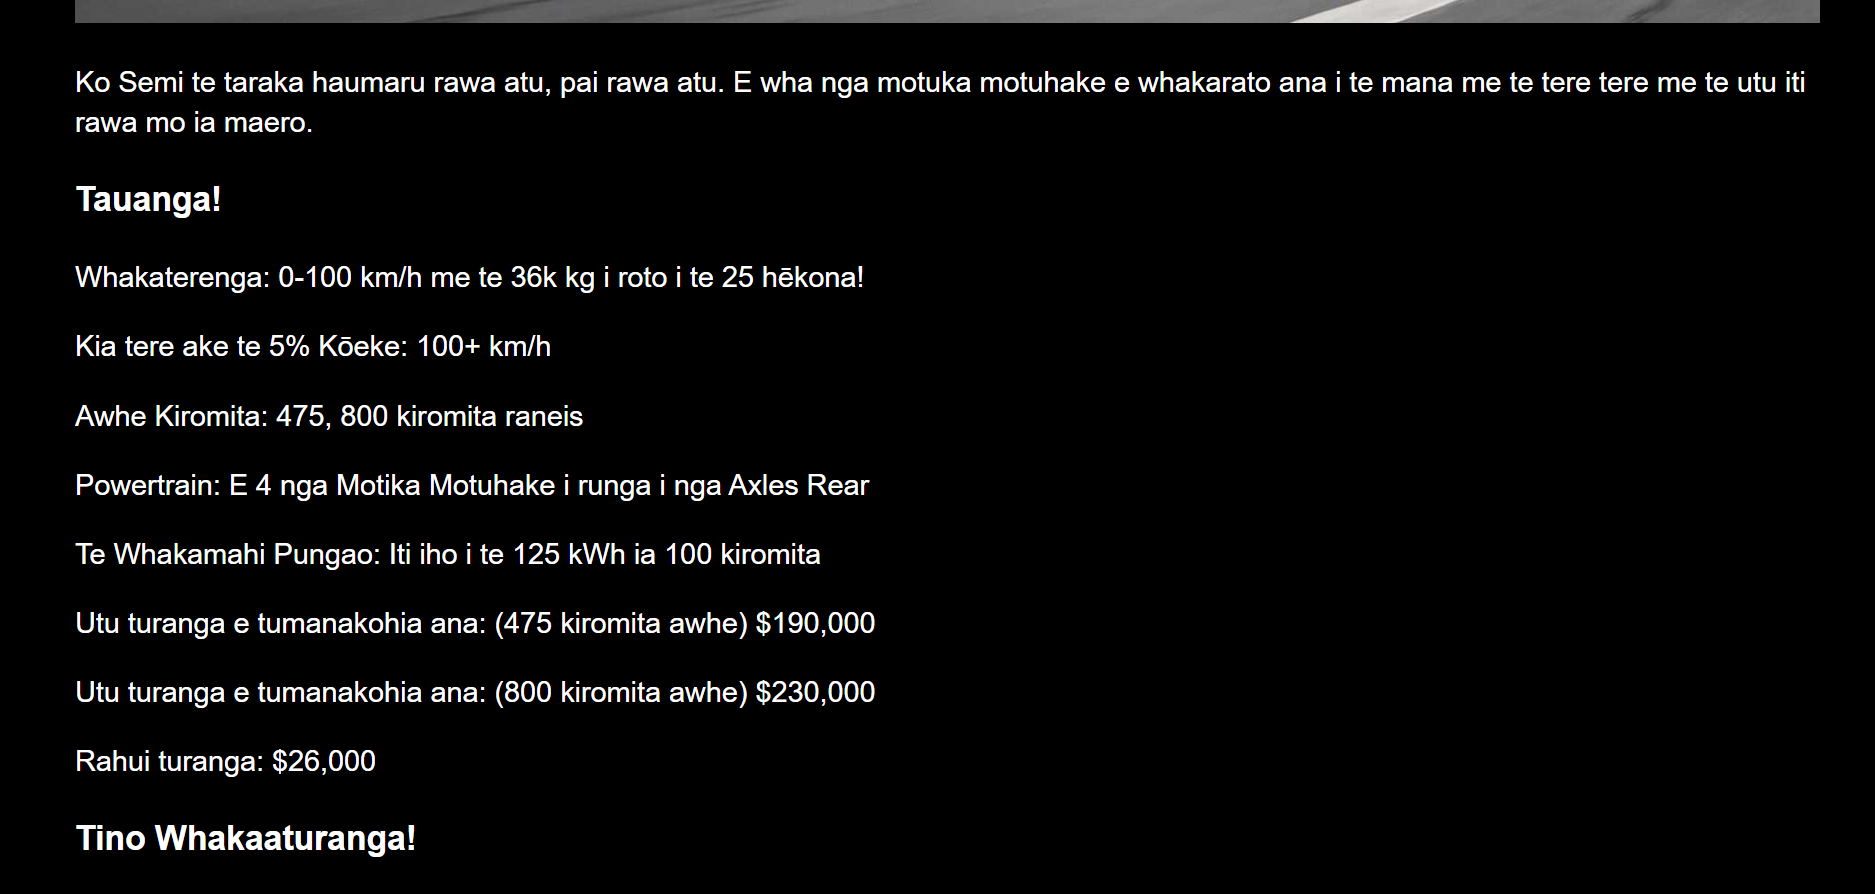 Ko Semi te taraka haumaru rawa atu, pai rawa atu. E wha nga motuka motuhake e whakarato ana i te mana me te tere tere me te utu iti
rawa mo ia maero.
Tauanga!
Whakaterenga: 0-100 km/h me te 36k kg i roto i te 25 hēkona!
Kia tere ake te 5% Kōeke: 100+ km/h
Awhe Kiromita: 475, 800 kiromita raneis
Powertrain: E 4 nga Motika Motuhake i runga i nga Axles Rear
Te Whakamahi Pungao: Iti iho i te 125 kWh ia 100 kiromita
Utu turanga e tumanakohia ana: (475 kiromita awhe) $190,000
Utu turanga e tumanakohia ana: (800 kiromita awhe) $230,000
Rahui turanga: $26,000
Tino Whakaaturanga!